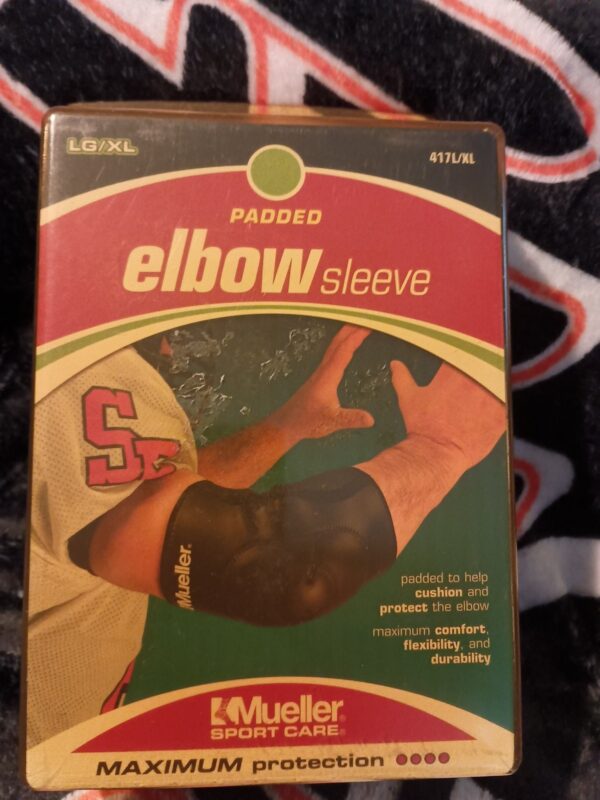 LG/XL
417L/XL
PADDED
elbow sleeve
SF
Mueller
padded to help
cushion and
protect the elbow
maximum comfort,
flexibility, and
durability
Mueller®
SPORT CARE®
MAXIMUM protection